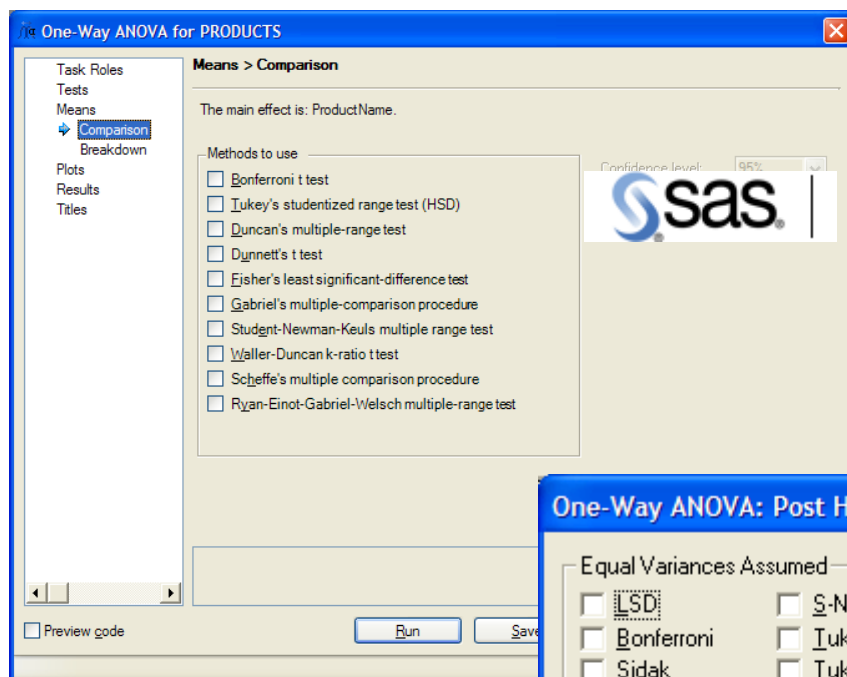 One-Way ANOVA for PRODUCTS
Task Roles
Tests
Means
Comparison
Breakdown
Plots
Results
Titles
Means > Comparison
The main effect is: ProductName.
Methods to use
Bonferroni t test
Tukey's studentized range test (HSD)
Duncan's multiple-range test
Dunnett's t test
Fisher's least significant-difference test
Gabriel's multiple-comparison procedure
Student-Newman-Keuls multiple range test
Waller-Duncan k-ratio t test
Scheffe's multiple comparison procedure
Ryan-Einot-Gabriel-Welsch multiple-range test
Confidence level: 95%
sas®
Preview code
Run
Save
One-Way ANOVA: Post H
Equal Variances Assumed
LSD
S-N
Bonferroni
Tuk
Sidak
Tuk